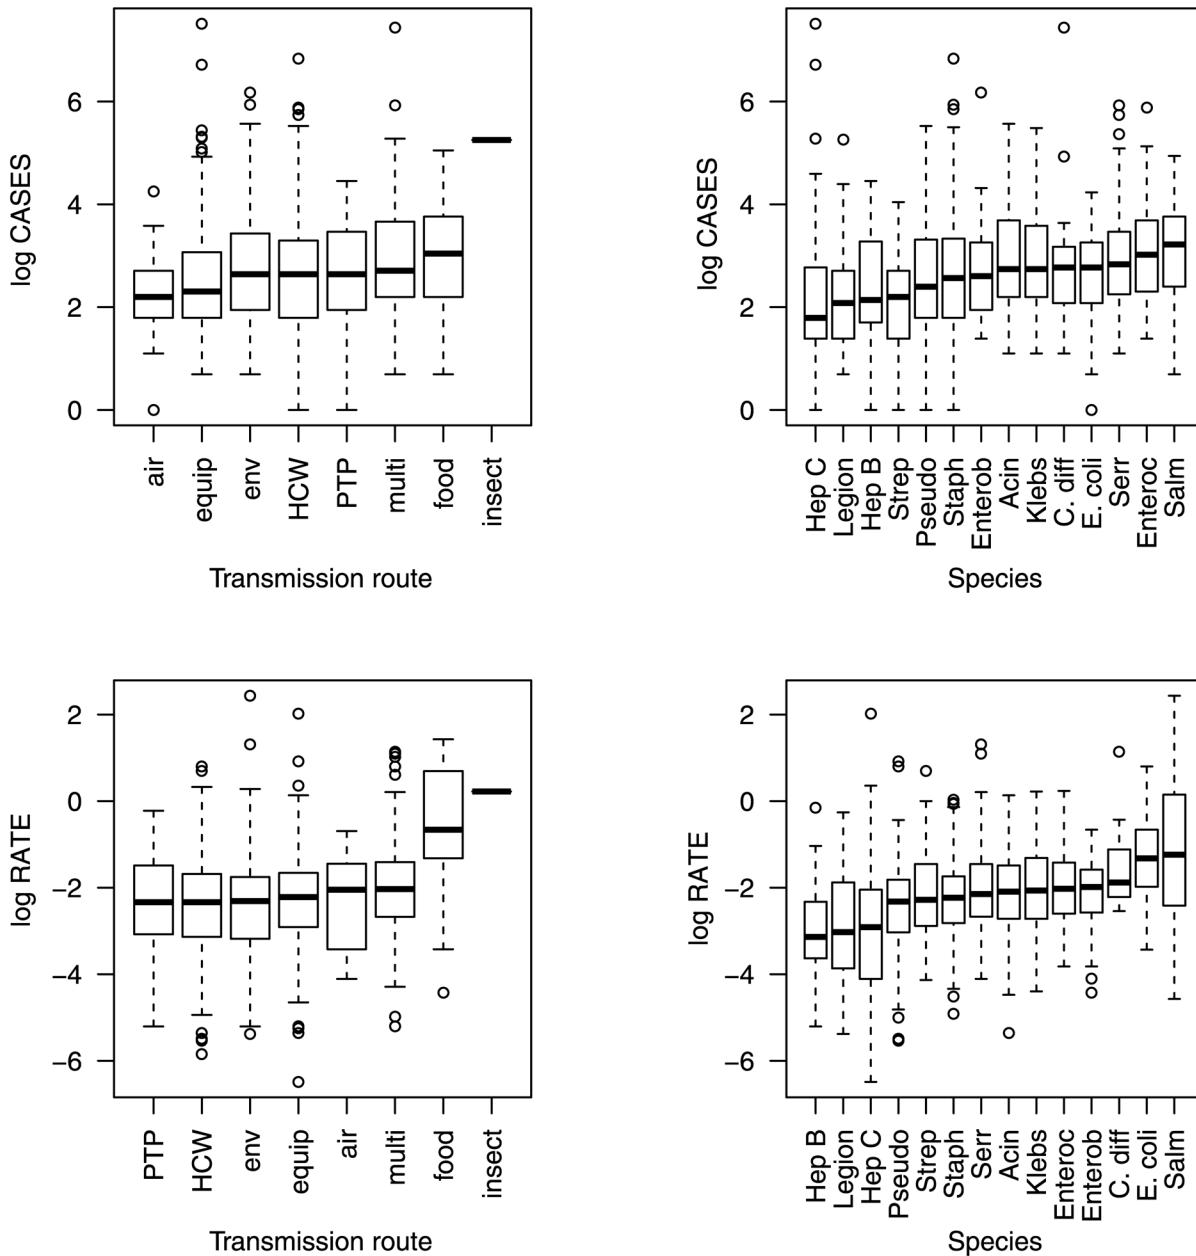 log CASES
6
4
2
0
air
equip
env
HCW
PTP
multi
food
insect
Transmission route
log CASES
6
4
2
0
Hep C
Legion
Hep B
Strep
Pseudo
Staph
Enterob
Acin
Klebs
C. diff
E. coli
Serr
Enteroc
Salm
Species
log RATE
2
0
−2
−4
−6
PTP
HCW
env
equip
air
multi
food
insect
Transmission route
log RATE
2
0
−2
−4
−6
Hep B
Legion
Hep C
Pseudo
Strep
Staph
Serr
Acin
Klebs
Enteroc
Enterob
C. diff
E. coli
Salm
Species